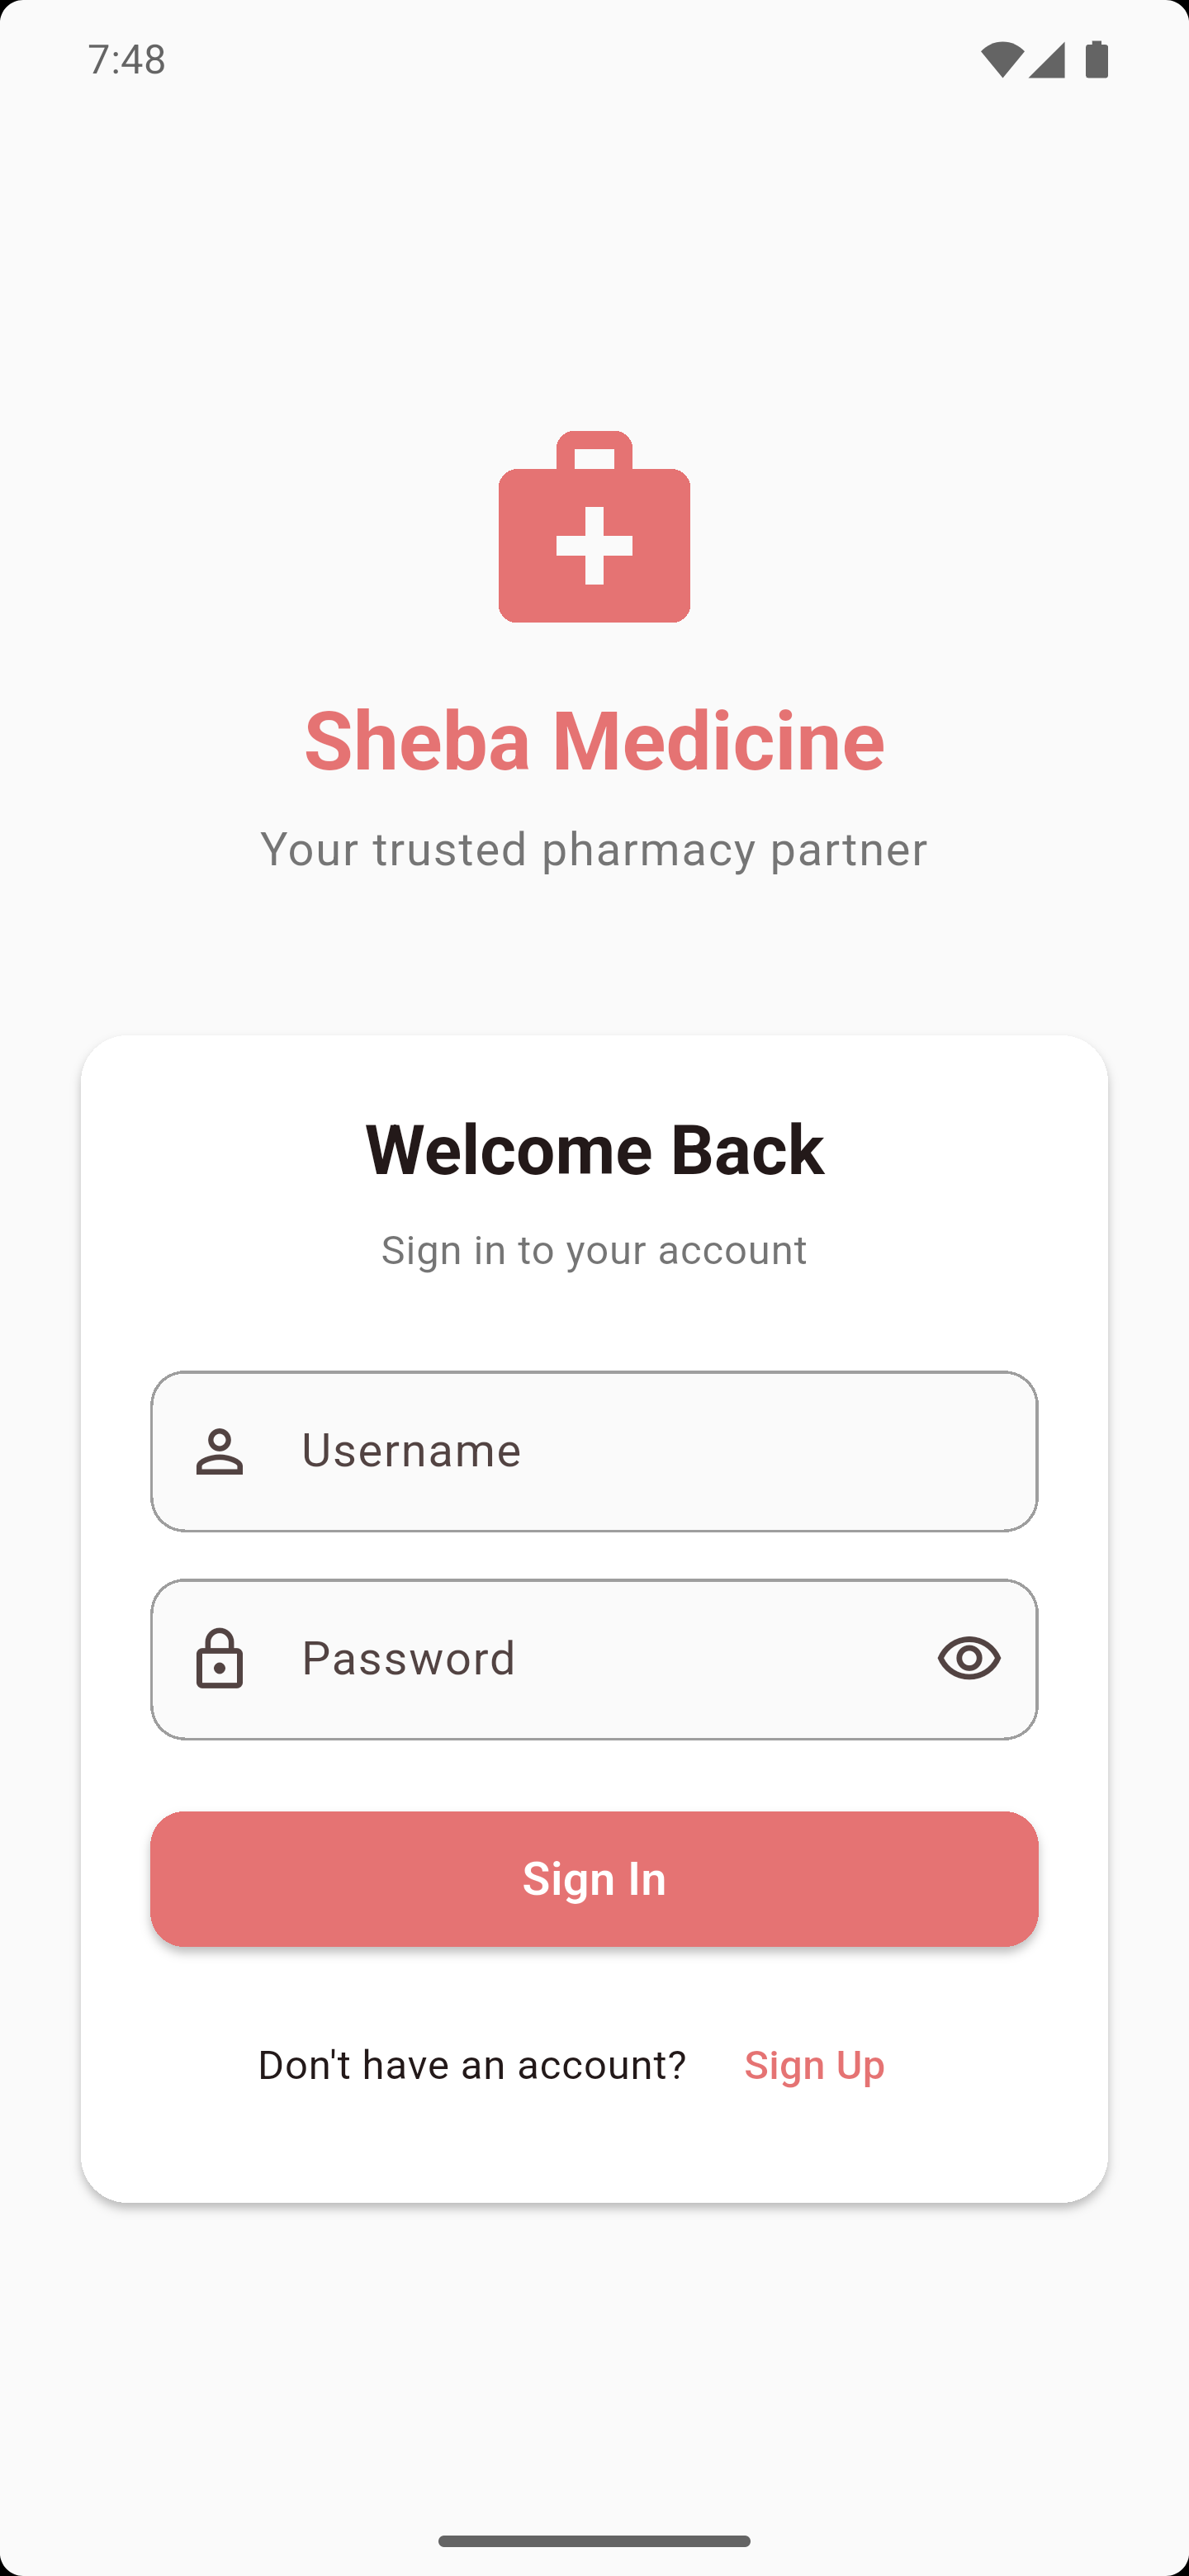 7:48
Sheba Medicine
Your trusted pharmacy partner
Welcome Back
Sign in to your account
Username
Password
Sign In
Don't have an account? Sign Up